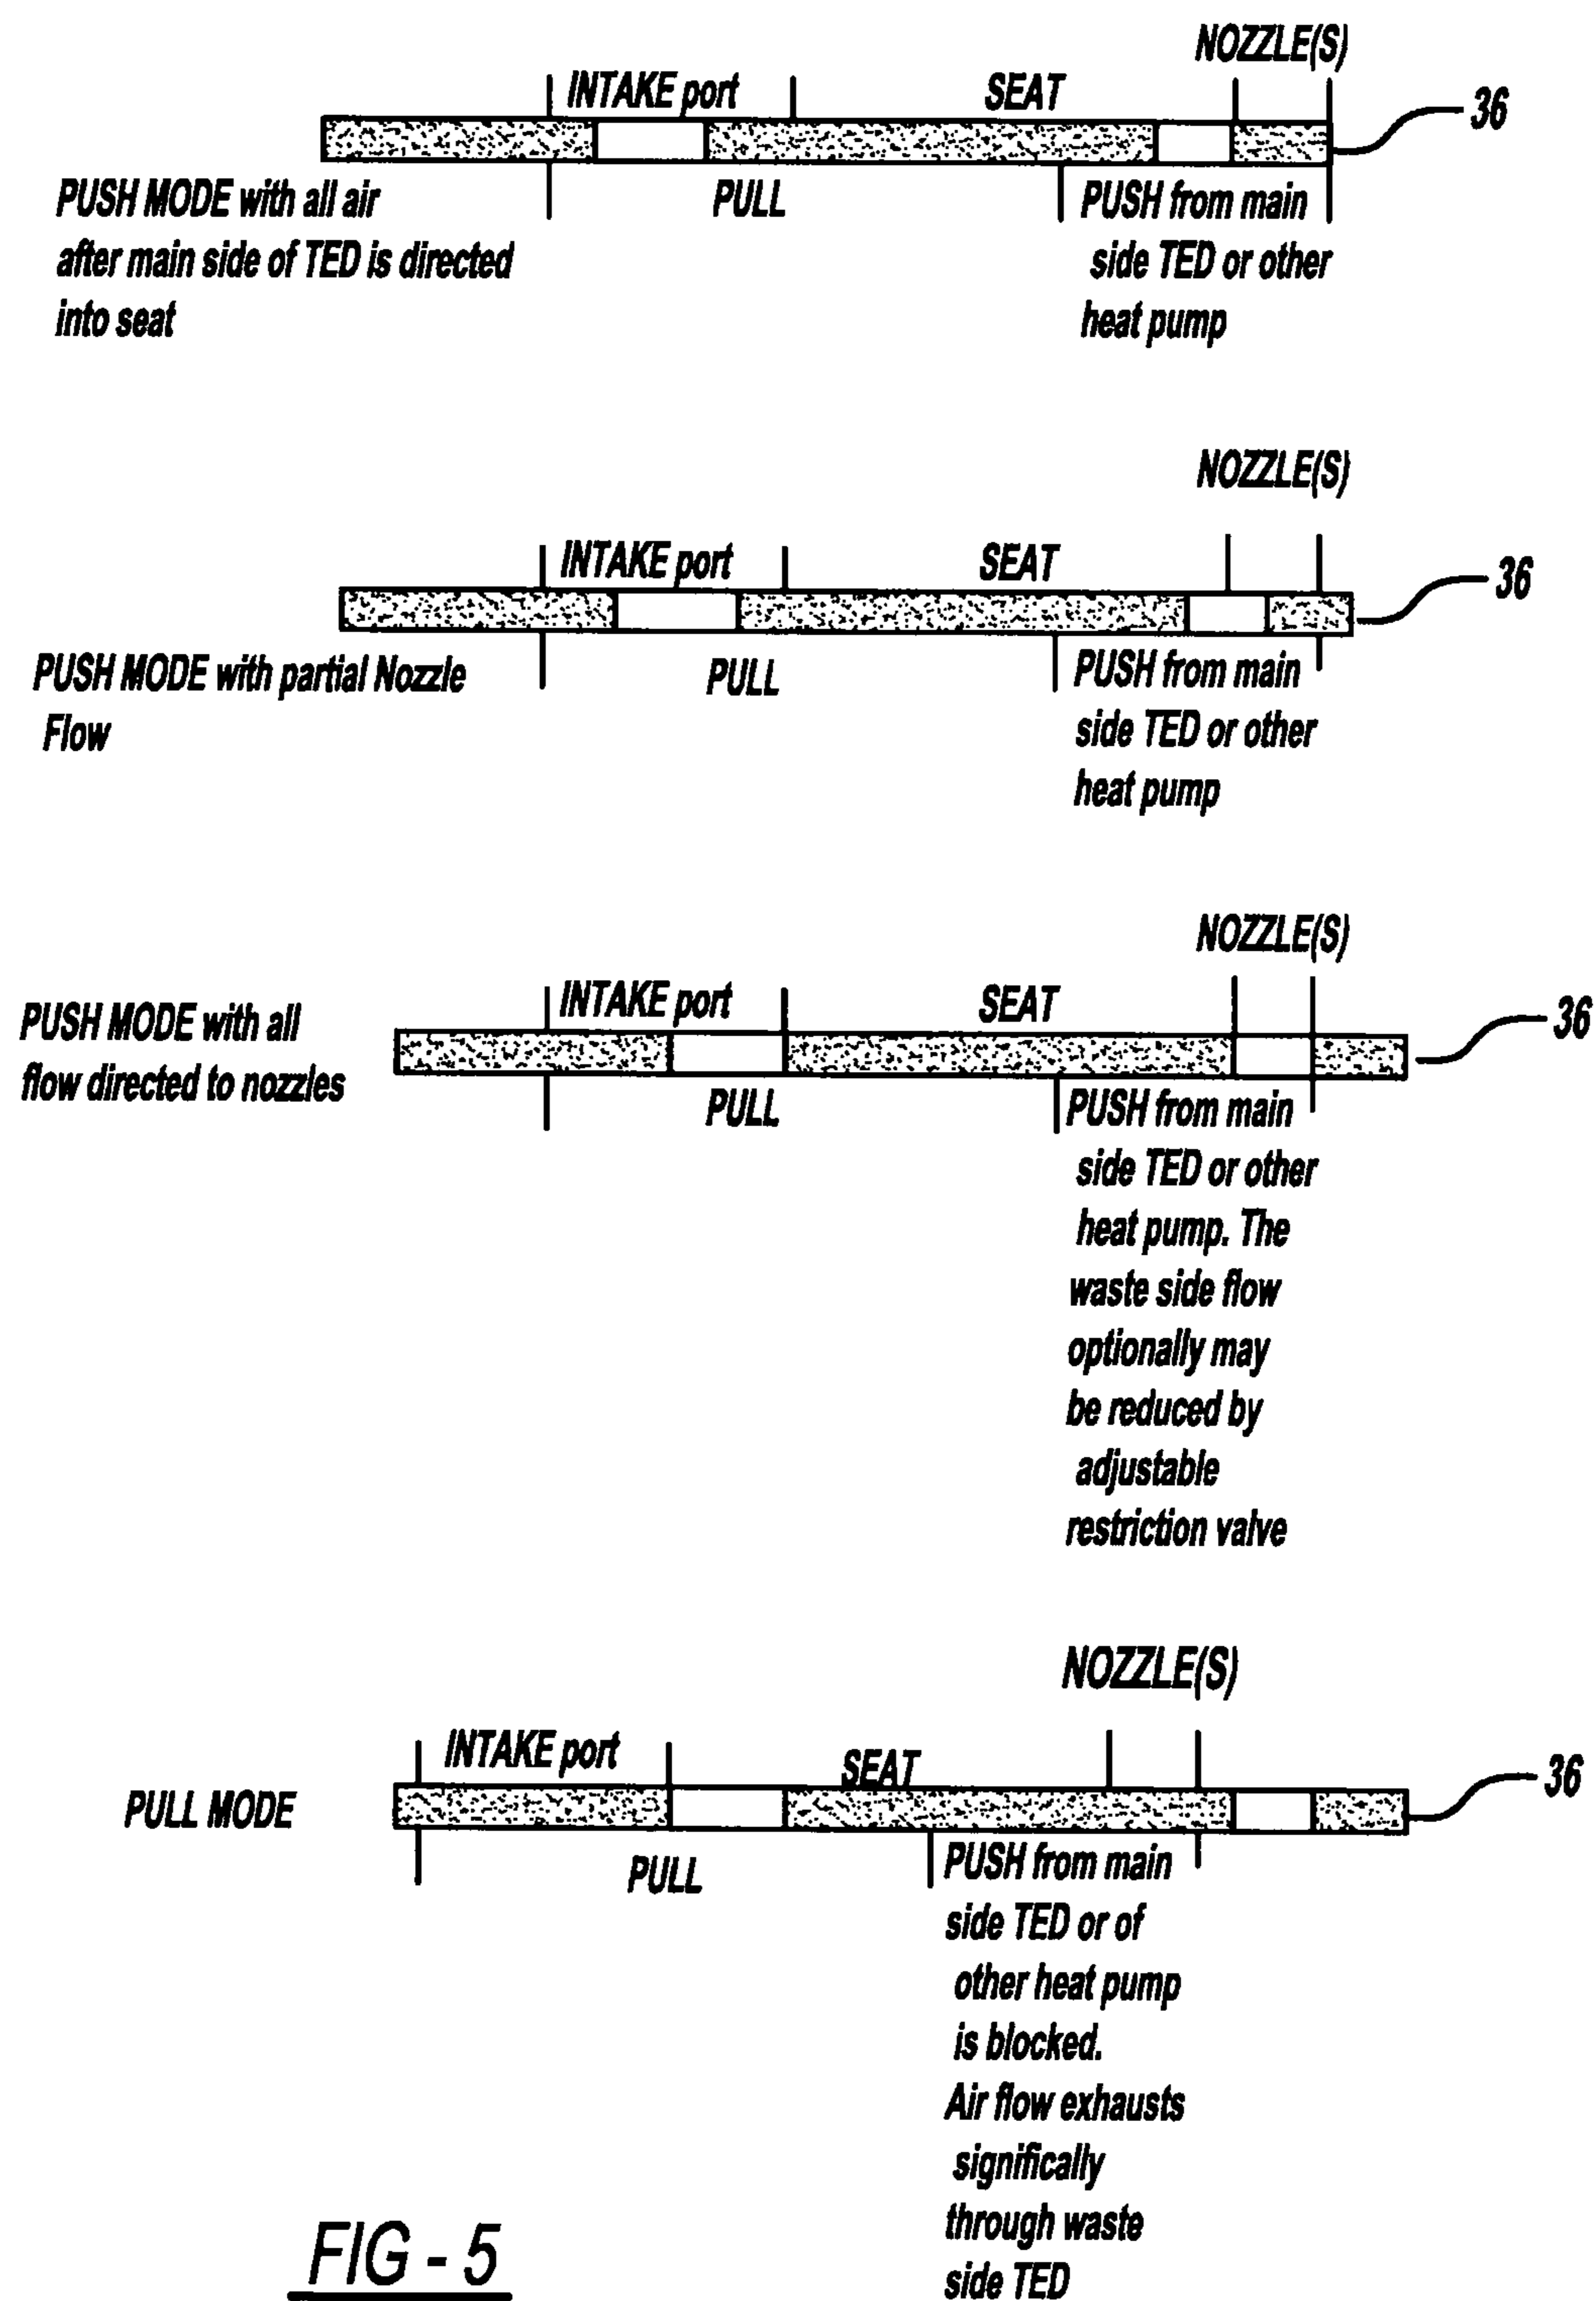 NOZZLE(S)
INTAKE port
SEAT
36
PUSH MODE with all air
after main side of TED is directed
into seat
PULL
PUSH from main
side TED or other
heat pump
NOZZLE(S)
INTAKE port
SEAT
36
PUSH MODE with partial Nozzle
Flow
PULL
PUSH from main
side TED or other
heat pump
NOZZLE(S)
INTAKE port
SEAT
36
PUSH MODE with all
flow directed to nozzles
PULL
PUSH from main
side TED or other
heat pump. The
waste side flow
optionally may
be reduced by
adjustable
restriction valve
NOZZLE(S)
INTAKE port
SEAT
36
PULL MODE
PULL
PUSH from main
side TED or of
other heat pump
is blocked.
Air flow exhausts
significally
through waste
side TED
FIG - 5